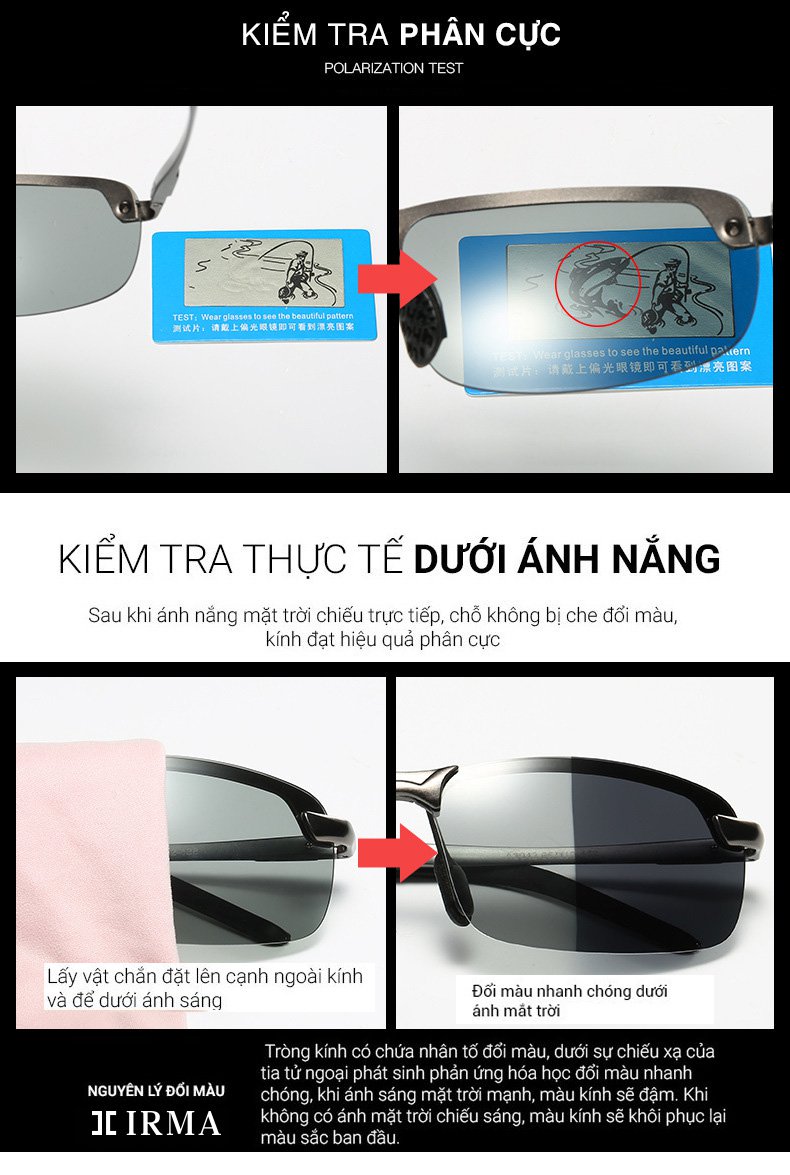 KIỂM TRA PHÂN CỰC
POLARIZATION TEST
TEST: Wear glasses to see the beautiful pattern
测试片：请戴上偏光眼镜即可看到漂亮图案
TEST: Wear glasses to see the beautiful pattern
测试片：请戴上偏光眼镜即可看到漂亮图案
KIỂM TRA THỰC TẾ DƯỚI ÁNH NẮNG
Sau khi ánh nắng mặt trời chiếu trực tiếp, chỗ không bị che đổi màu,
kính đạt hiệu quả phân cực
Lấy vật chắn đặt lên cạnh ngoài kính
và để dưới ánh sáng
Đổi màu nhanh chóng dưới
ánh mắt trời
NGUYÊN LÝ ĐỔI MÀU
IRMA
Tròng kính có chứa nhân tố đổi màu, dưới sự chiếu xạ của
tia tử ngoại phát sinh phản ứng hóa học đổi màu nhanh
chóng, khi ánh sáng mặt trời mạnh, màu kính sẽ đậm. Khi
không có ánh mặt trời chiếu sáng, màu kính sẽ khôi phục lại
màu sắc ban đầu.